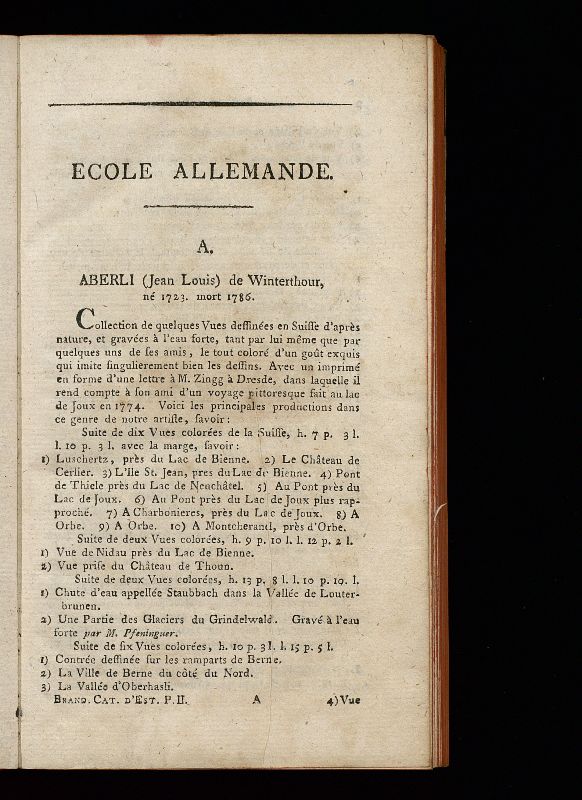 ECOLE ALLEMANDE.
A.
ABERLI (Jean Louis) de Winterthour,
né 1723. mort 1786.
Collection de quelques Vues deſſinées en Suiſſe d'après
nature, et gravées à l'eau forte, tant par lui même que par
quelques uns de ſes amis, le tout coloré d'un goût exquis
qui imite ſingulièrement bien les deſſins. Avec un imprimé
en forme d'une lettre à M. Zingg à Dresde, dans laquelle il
rend compte à ſon ami d'un voyage pittoresque fait au lac
de Joux en 1774. Voici les principales productions dans
ce genre de notre artiſte, ſavoir:
Suite de dix Vues colorées de la Suiſſe, h. 7 p. 3 l.
l. 10 p. 3 l. avec la marge, ſavoir:
1) Luschertz, près du Lac de Bienne. 2) Le Château de
Cerlier. 3) L'île St. Jean, pres du Lac de Bienne. 4) Pont
de Thiele près du Lac de Neuchâtel. 5) Au Pont près du
Lac de Joux. 6) Au Pont près du Lac de Joux plus rap-
proché. 7) A Charbonieres, près du Lac de Joux. 8) A
Orbe. 9) A Orbe. 10) A Montcherand, près d'Orbe.
Suite de deux Vues colorées, h. 9 p. 10 l. l. 12 p. 2 l.
1) Vue de Nidau près du Lac de Bienne.
2) Vue priſe du Château de Thoun.
Suite de deux Vues colorées, h. 13 p. 8 l. l. 10 p. 10. l.
1) Chute d'eau appellée Staubbach dans la Vallée de Louter-
brunen.
2) Une Partie des Glaciers du Grindelwald. Gravé à l'eau
forte par M. Pfeninguer.
Suite de ſix Vues colorées, h. 10 p. 3 l. l. 15 p. 5 l.
1) Contrée deſſinée ſur les ramparts de Berne.
2) La Ville de Berne du côté du Nord.
3) La Vallée d'Oberhasli.
BRAND. CAT. D'EST. P. II. A 4) Vue